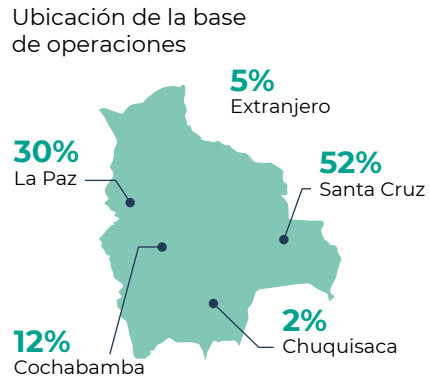 Ubicación de la base
de operaciones
5%
Extranjero
30%
La Paz
52%
Santa Cruz
12%
Cochabamba
2%
Chuquisaca